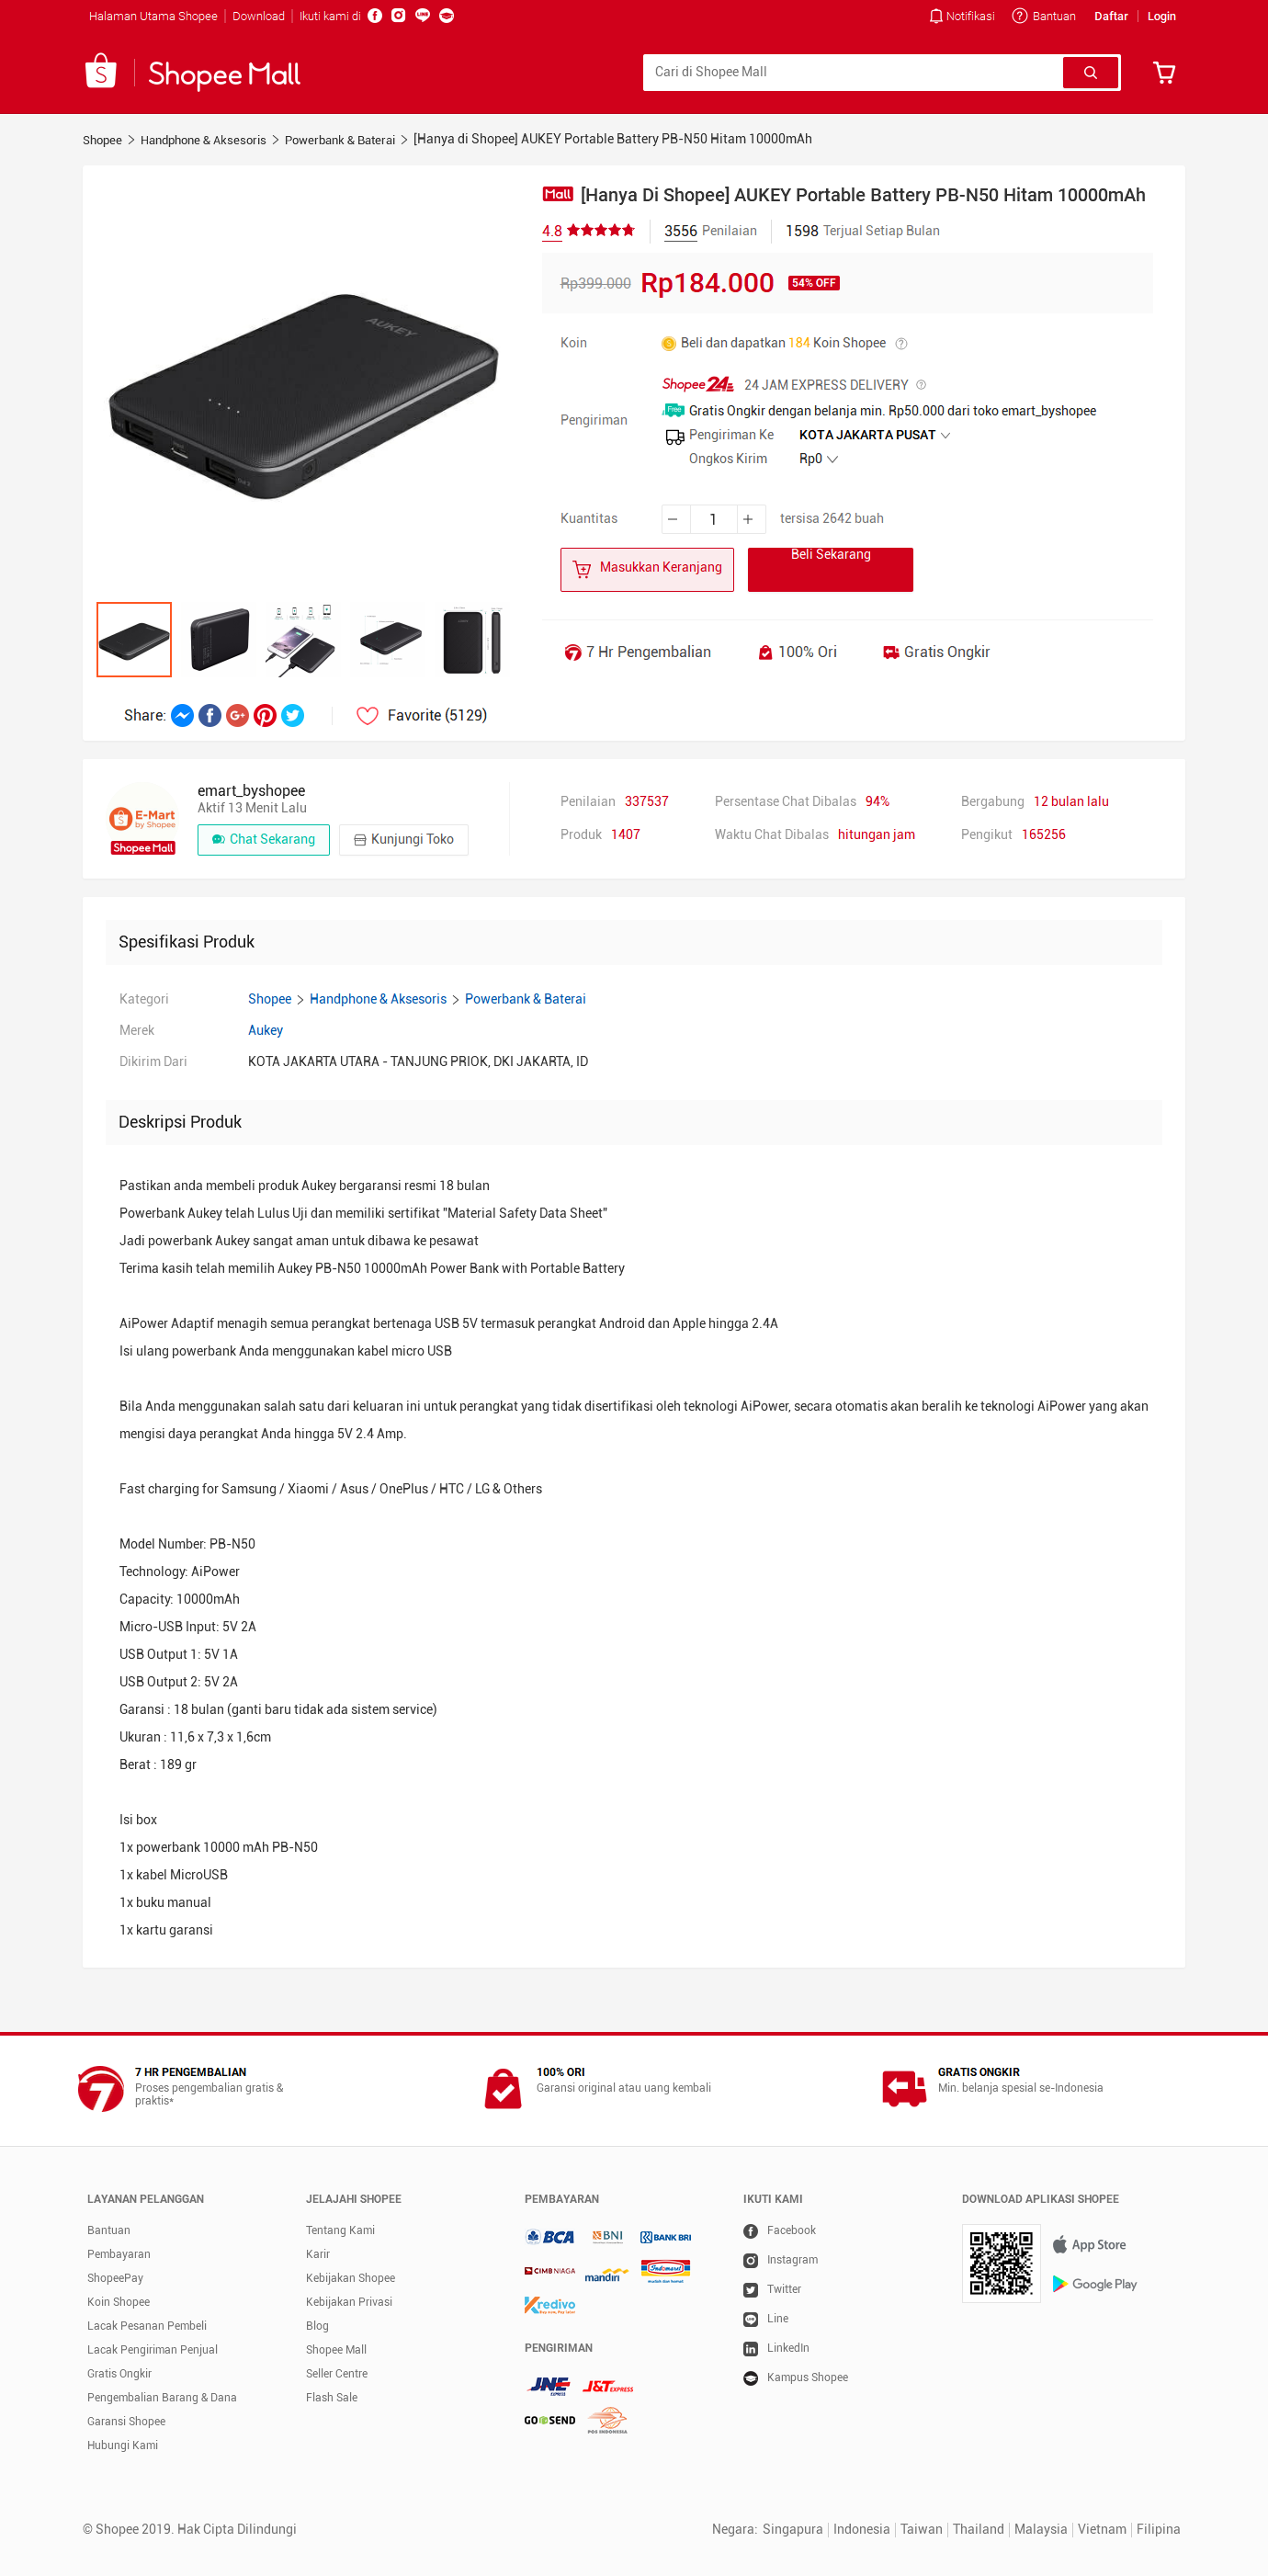 Halaman Utama Shopee | Download | Ikuti kami di
Notifikasi Bantuan Daftar | Login
Shopee Mall
Cari di Shopee Mall
Shopee > Handphone & Aksesoris > Powerbank & Baterai > [Hanya di Shopee] AUKEY Portable Battery PB-N50 Hitam 10000mAh
Mall [Hanya Di Shopee] AUKEY Portable Battery PB-N50 Hitam 10000mAh
4.8 3556 Penilaian 1598 Terjual Setiap Bulan
Rp399.000 Rp184.000 54% OFF
AUKEY
Koin Beli dan dapatkan 184 Koin Shopee
Shopee 24 24 JAM EXPRESS DELIVERY
Pengiriman
Free Gratis Ongkir dengan belanja min. Rp50.000 dari toko emart_byshopee
Pengiriman Ke KOTA JAKARTA PUSAT
Ongkos Kirim Rp0
Kuantitas 1 tersisa 2642 buah
Masukkan Keranjang Beli Sekarang
7 Hr Pengembalian 100% Ori Gratis Ongkir
Share: Favorite (5129)
E-Mart
by Shopee
Shopee Mall
emart_byshopee
Aktif 13 Menit Lalu
Chat Sekarang Kunjungi Toko
Penilaian 337537 Persentase Chat Dibalas 94% Bergabung 12 bulan lalu
Produk 1407 Waktu Chat Dibalas hitungan jam Pengikut 165256
Spesifikasi Produk
Kategori Shopee > Handphone & Aksesoris > Powerbank & Baterai
Merek Aukey
Dikirim Dari KOTA JAKARTA UTARA - TANJUNG PRIOK, DKI JAKARTA, ID
Deskripsi Produk
Pastikan anda membeli produk Aukey bergaransi resmi 18 bulan
Powerbank Aukey telah Lulus Uji dan memiliki sertifikat "Material Safety Data Sheet"
Jadi powerbank Aukey sangat aman untuk dibawa ke pesawat
Terima kasih telah memilih Aukey PB-N50 10000mAh Power Bank with Portable Battery
AiPower Adaptif menagih semua perangkat bertenaga USB 5V termasuk perangkat Android dan Apple hingga 2.4A
Isi ulang powerbank Anda menggunakan kabel micro USB
Bila Anda menggunakan salah satu dari keluaran ini untuk perangkat yang tidak disertifikasi oleh teknologi AiPower, secara otomatis akan beralih ke teknologi AiPower yang akan
mengisi daya perangkat Anda hingga 5V 2.4 Amp.
Fast charging for Samsung / Xiaomi / Asus / OnePlus / HTC / LG & Others
Model Number: PB-N50
Technology: AiPower
Capacity: 10000mAh
Micro-USB Input: 5V 2A
USB Output 1: 5V 1A
USB Output 2: 5V 2A
Garansi : 18 bulan (ganti baru tidak ada sistem service)
Ukuran : 11,6 x 7,3 x 1,6cm
Berat : 189 gr
Isi box
1x powerbank 10000 mAh PB-N50
1x kabel MicroUSB
1x buku manual
1x kartu garansi
7 HR PENGEMBALIAN
Proses pengembalian gratis &
praktis*
100% ORI
Garansi original atau uang kembali
GRATIS ONGKIR
Min. belanja spesial se-Indonesia
LAYANAN PELANGGAN
Bantuan
Pembayaran
ShopeePay
Koin Shopee
Lacak Pesanan Pembeli
Lacak Pengiriman Penjual
Gratis Ongkir
Pengembalian Barang & Dana
Garansi Shopee
Hubungi Kami
JELAJAHI SHOPEE
Tentang Kami
Karir
Kebijakan Shopee
Kebijakan Privasi
Blog
Shopee Mall
Seller Centre
Flash Sale
PEMBAYARAN
BCA BNI BANK BRI
CIMB NIAGA mandiri Indomaret
Kredivo
PENGIRIMAN
JNE EXPRESS J&T EXPRESS
GO SEND POS INDONESIA
IKUTI KAMI
Facebook
Instagram
Twitter
Line
LinkedIn
Kampus Shopee
DOWNLOAD APLIKASI SHOPEE
App Store
Google Play
© Shopee 2019. Hak Cipta Dilindungi
Negara: Singapura | Indonesia | Taiwan | Thailand | Malaysia | Vietnam | Filipina